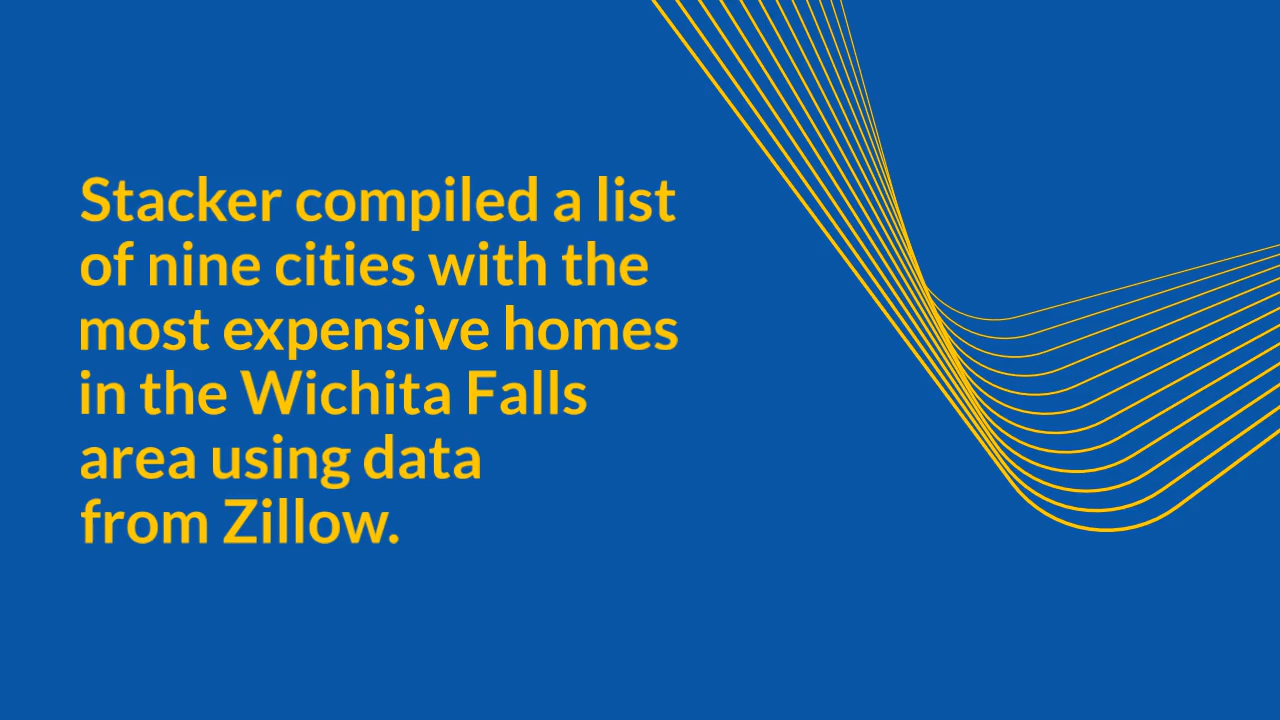 Stacker compiled a list
of nine cities with the
most expensive homes
in the Wichita Falls
area using data
from Zillow.